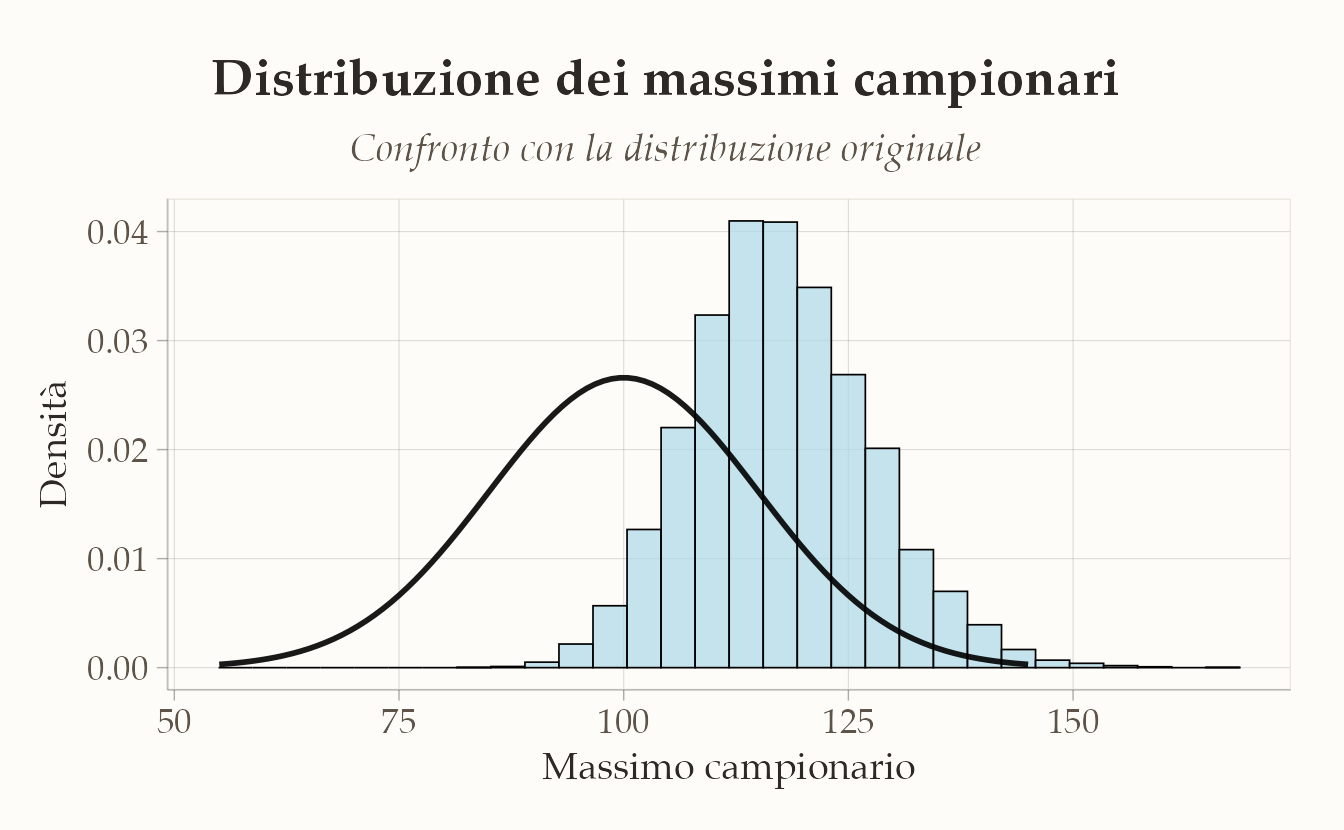 Distribuzione dei massimi campionari
Confronto con la distribuzione originale
0.04
0.03
0.02
0.01
0.00
Densità
50 75 100 125 150
Massimo campionario